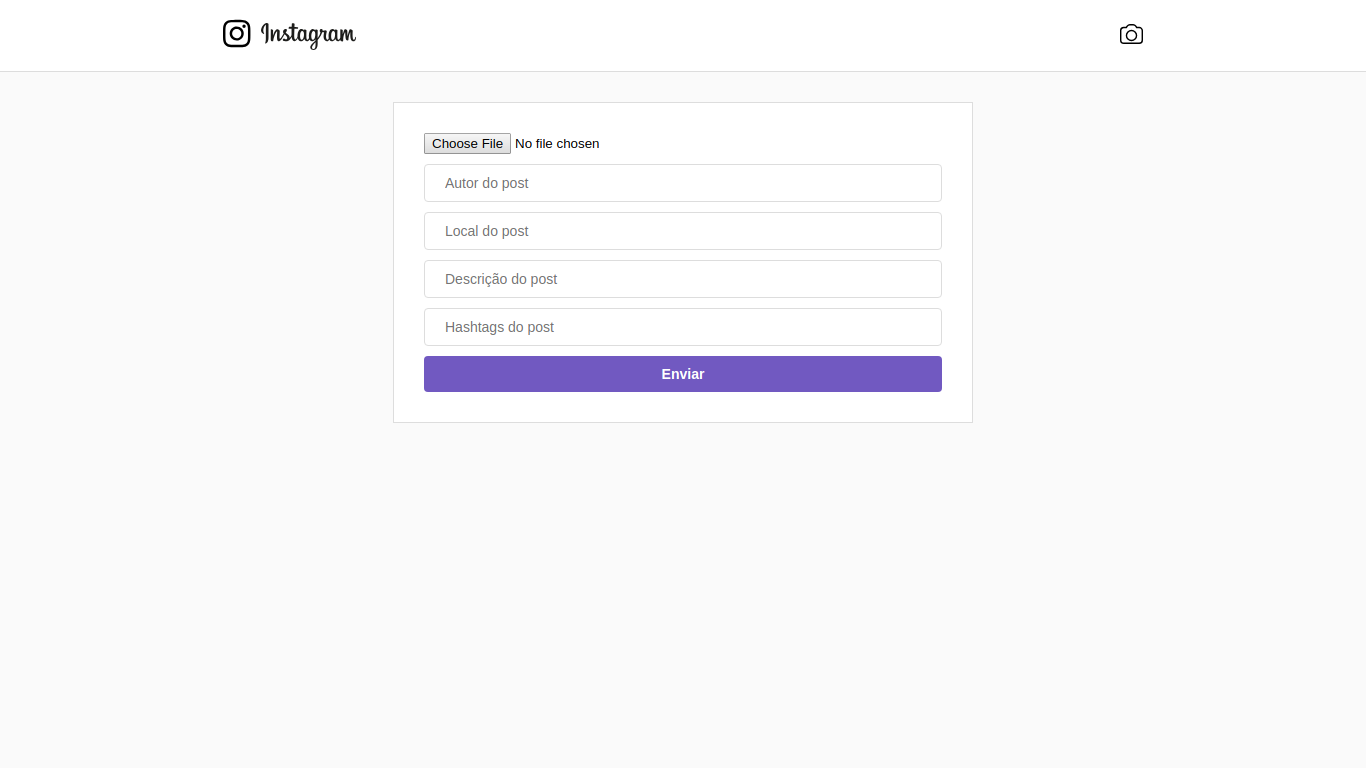 Instagram
Choose File No file chosen
Autor do post
Local do post
Descrição do post
Hashtags do post
Enviar